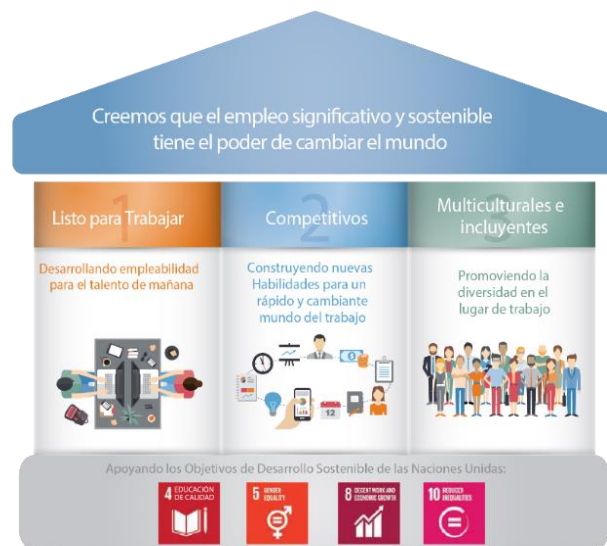 Creemos que el empleo significativo y sostenible
tiene el poder de cambiar el mundo
1
Listo para Trabajar
Desarrollando empleabilidad
para el talento de mañana
2
Competitivos
Construyendo nuevas
Habilidades para un
rápido y cambiante
mundo del trabajo
12
3
Multiculturales e
incluyentes
Promoviendo la
diversidad en el
lugar de trabajo
Apoyando los Objetivos de Desarrollo Sostenible de las Naciones Unidas:
4 EDUCACIÓN
DE CALIDAD
5 GENDER
EQUALITY
8 DECENT WORK AND
ECONOMIC GROWTH
10 REDUCED
INEQUALITIES